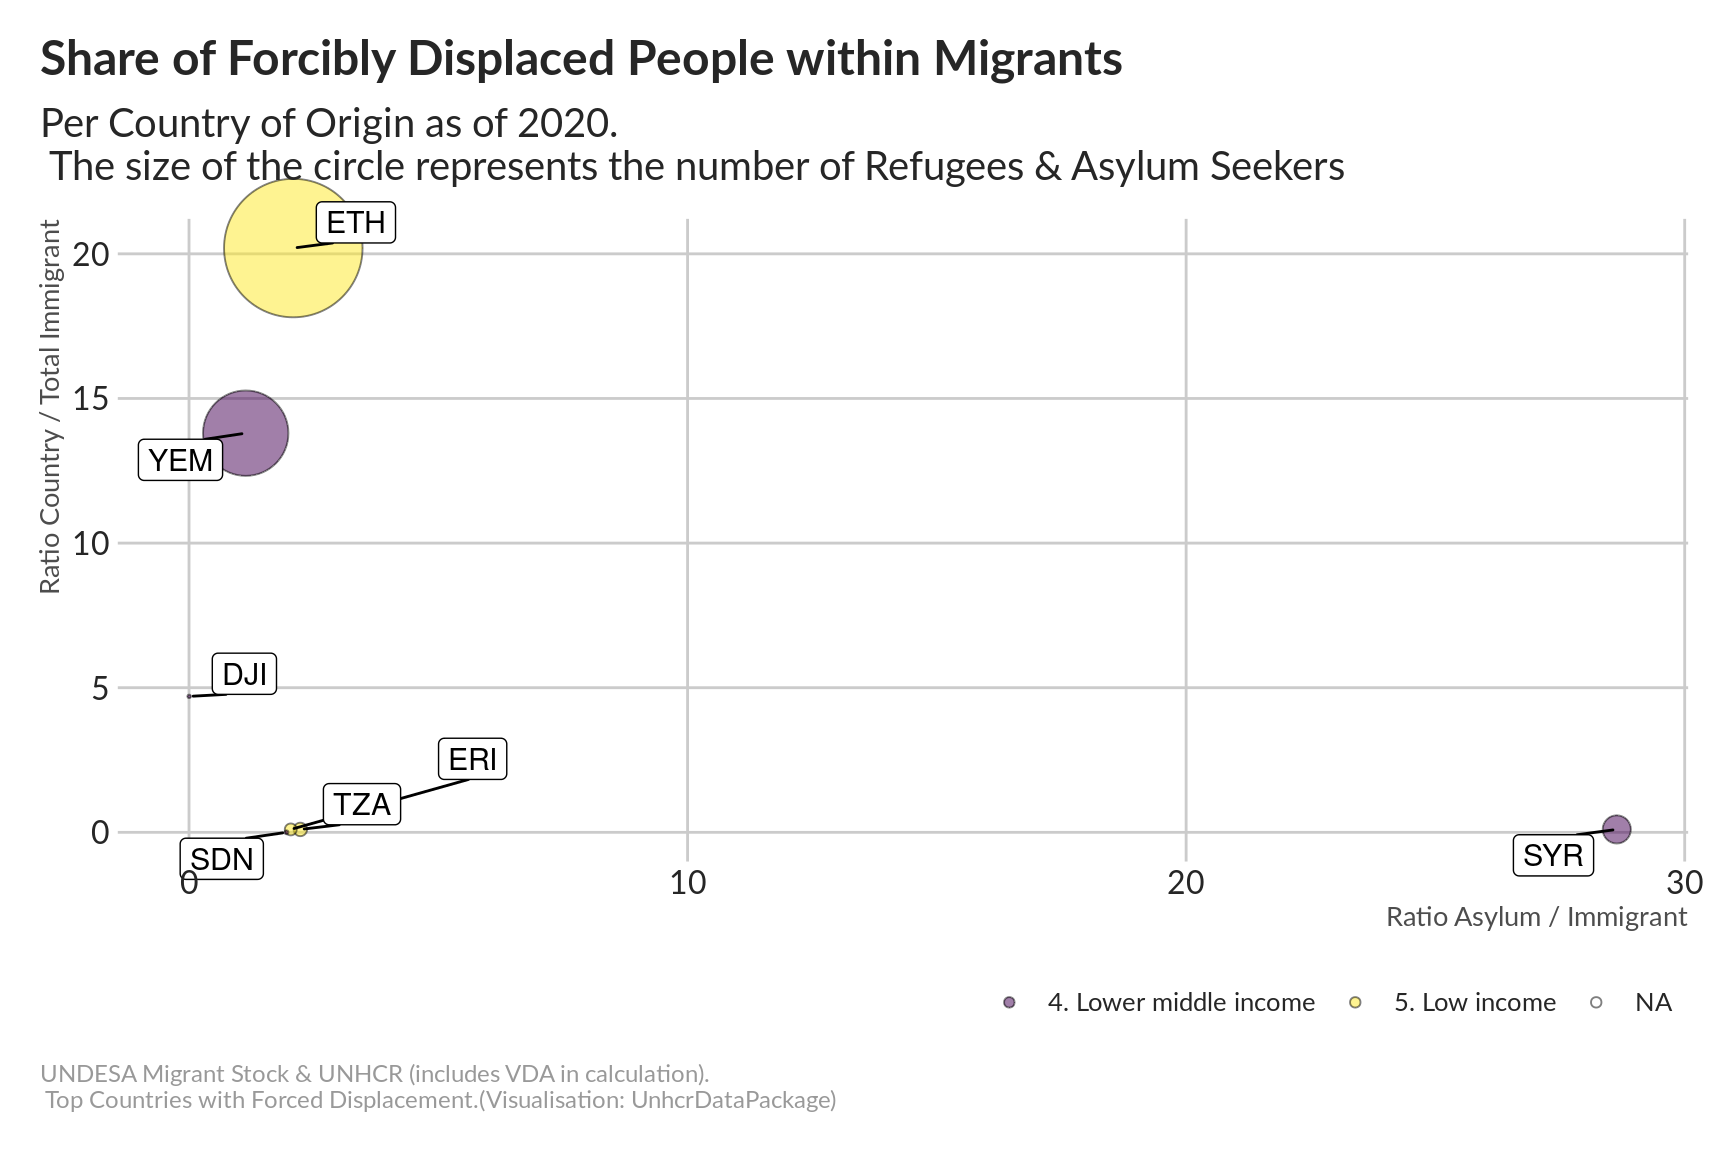 Share of Forcibly Displaced People within Migrants
Per Country of Origin as of 2020.
The size of the circle represents the number of Refugees & Asylum Seekers
Ratio Country / Total Immigrant
20
15
10
5
0
ETH
YEM
DJI
ERI
TZA
SDN
SYR
0
10
20
30
Ratio Asylum / Immigrant
4. Lower middle income
5. Low income
NA
UNDESA Migrant Stock & UNHCR (includes VDA in calculation).
Top Countries with Forced Displacement.(Visualisation: UnhcrDataPackage)